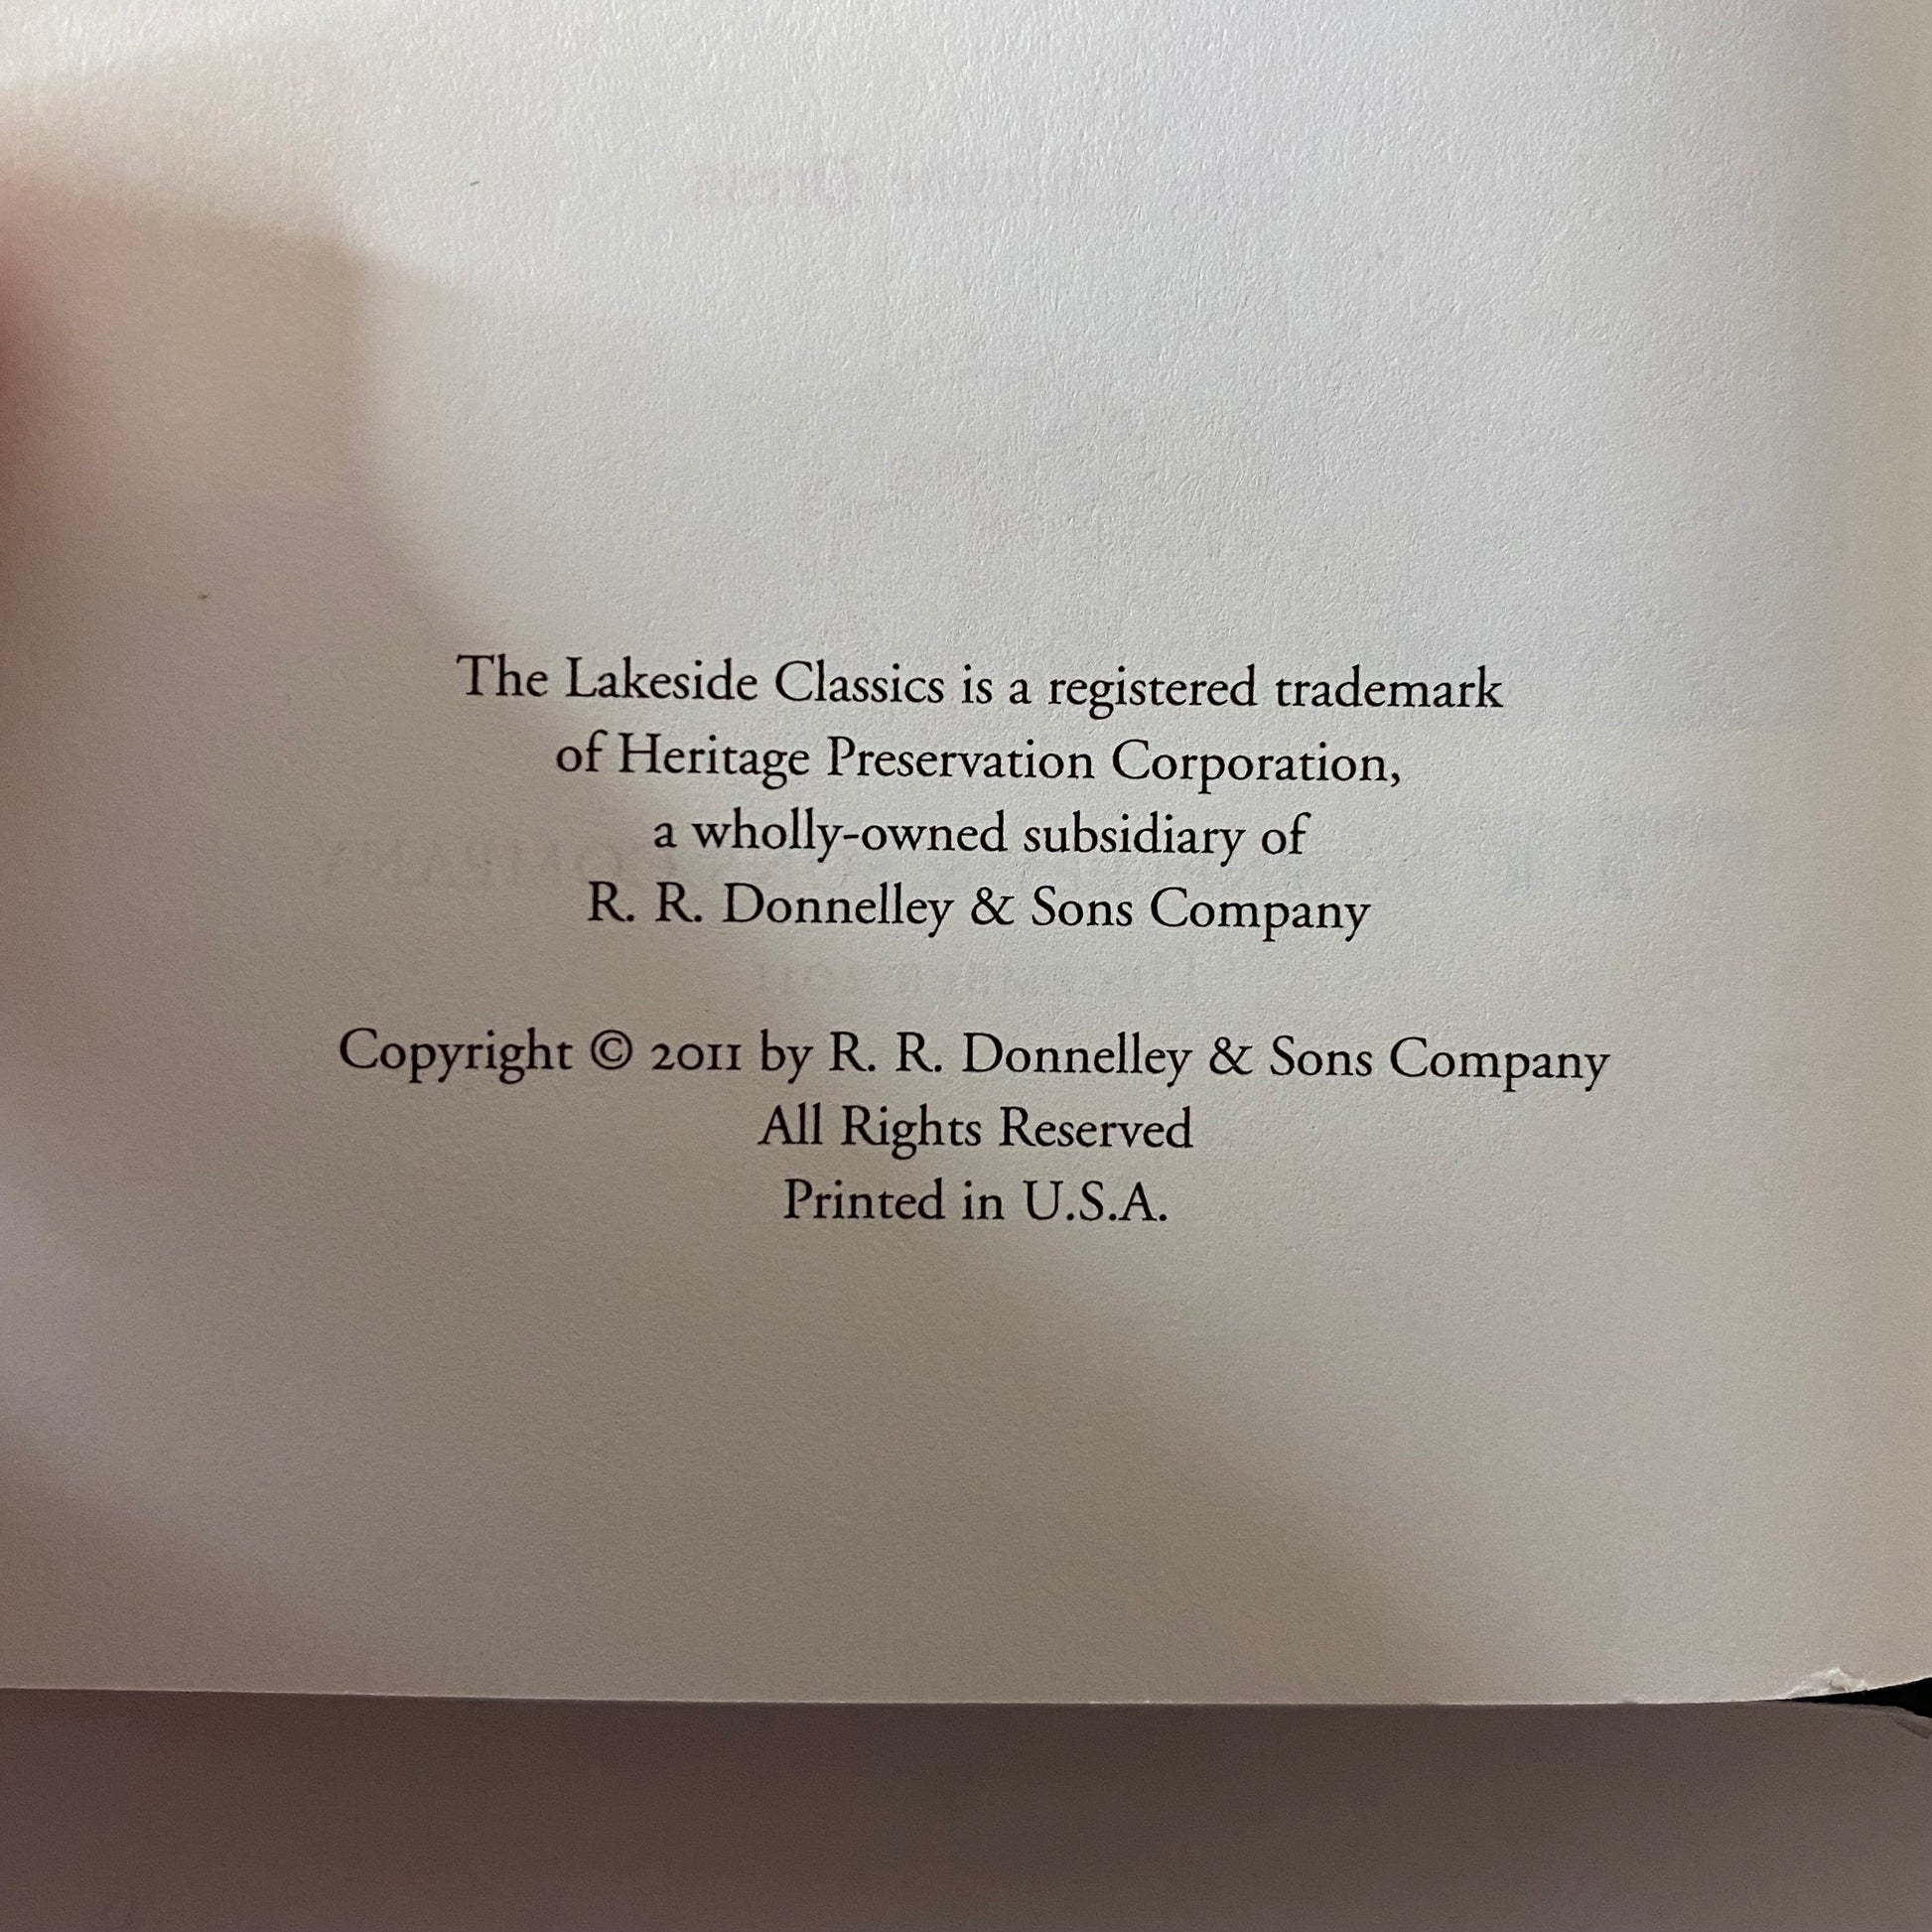 The Lakeside Classics is a registered trademark
of Heritage Preservation Corporation,
a wholly-owned subsidiary of
R. R. Donnelley & Sons Company
Copyright © 2011 by R. R. Donnelley & Sons Company
All Rights Reserved
Printed in U.S.A.